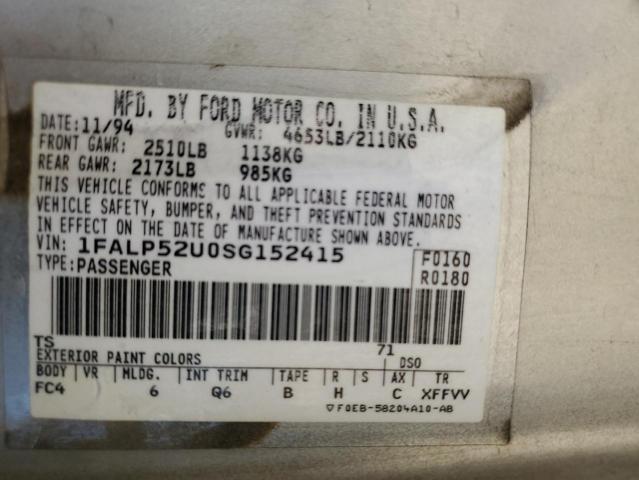 MFD. BY FORD MOTOR CO. IN U.S.A.
DATE: 11/94 GVWR: 4653LB/2110KG
FRONT GAWR: 2510LB 1138KG
REAR GAWR: 2173LB 985KG
THIS VEHICLE CONFORMS TO ALL APPLICABLE FEDERAL MOTOR
VEHICLE SAFETY, BUMPER, AND THEFT PREVENTION STANDARDS
IN EFFECT ON THE DATE OF MANUFACTURE SHOWN ABOVE.
VIN: 1FALP52U0SG152415 F0160
TYPE: PASSENGER R0180
TS 71
EXTERIOR PAINT COLORS DSO
BODY VR MLDG. INT TRIM TAPE R S AX TR
FC4 6 Q6 B H C XFFVV
▽F0EB-58204A10-AB